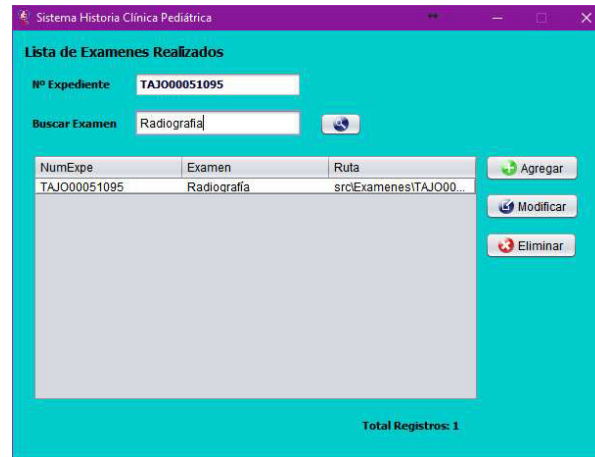 Sistema Historia Clínica Pediátrica
Lista de Examenes Realizados
Nº Expediente TAJO00051095
Buscar Examen Radiografia
NumExpe Examen Ruta
TAJO00051095 Radiografía src\Examenes\TAJO00...
Agregar
Modificar
Eliminar
Total Registros: 1